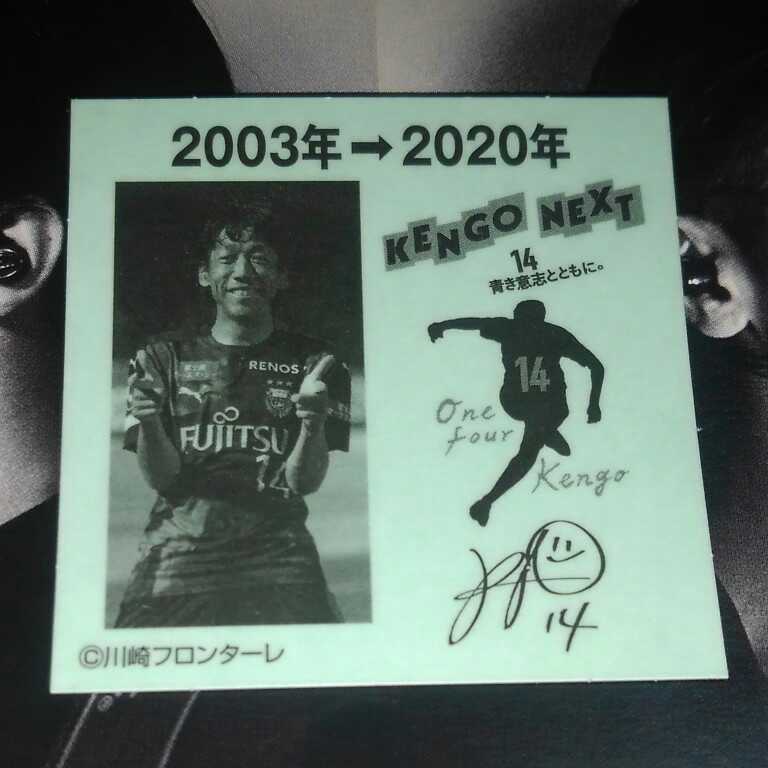 2003年→2020年
KENGO NEXT
14
青き意志とともに。
14
One
four
Kengo
RENOS
FUJITSU
14
14
©川崎フロンターレ